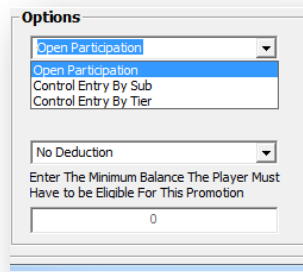 Options
Open Participation
Open Participation
Control Entry By Sub
Control Entry By Tier
No Deduction
Enter The Minimum Balance The Player Must
Have to be Eligible For This Promotion
0